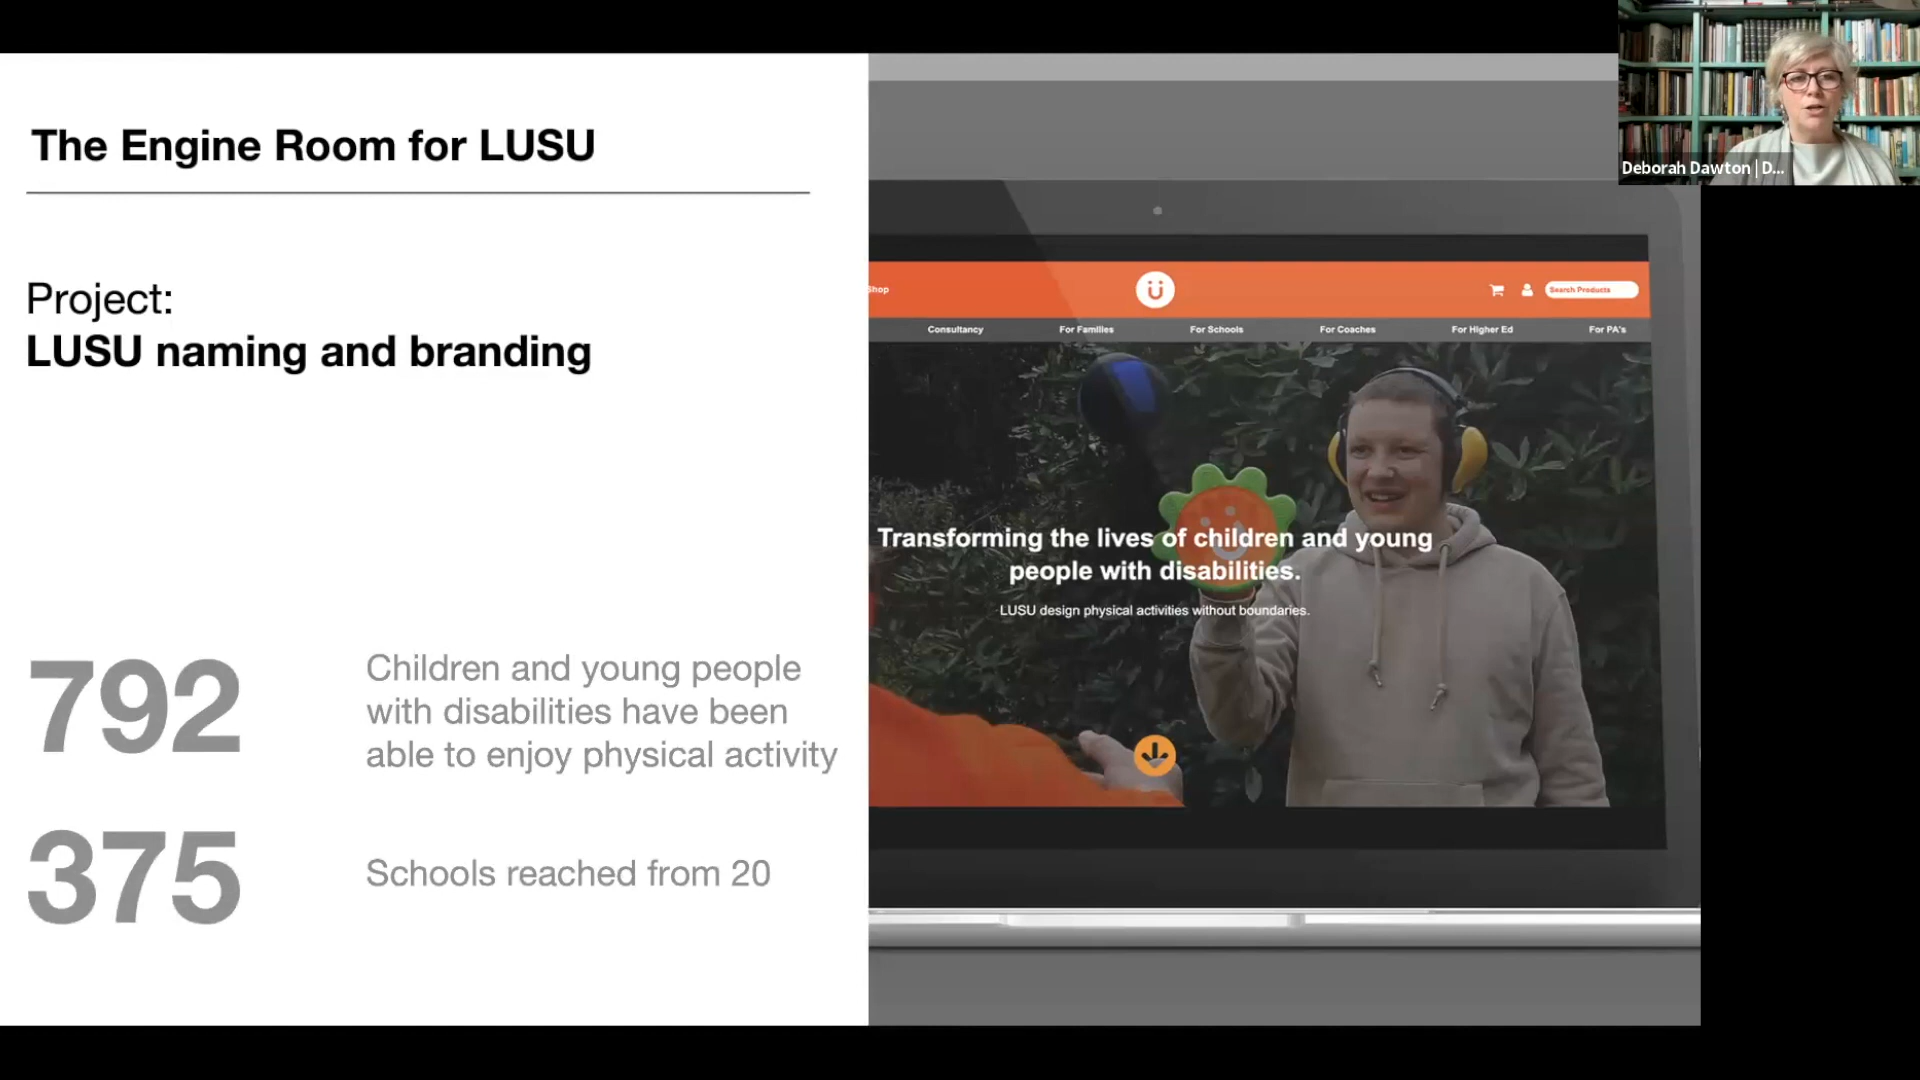 The Engine Room for LUSU
Project:
LUSU naming and branding
792
Children and young people
with disabilities have been
able to enjoy physical activity
375
Schools reached from 20
Shop
Search Products
Consultancy
For Families
For Schools
For Coaches
For Higher Ed
For PA's
Transforming the lives of children and young
people with disabilities.
LUSU design physical activities without boundaries.
Deborah Dawton | D...